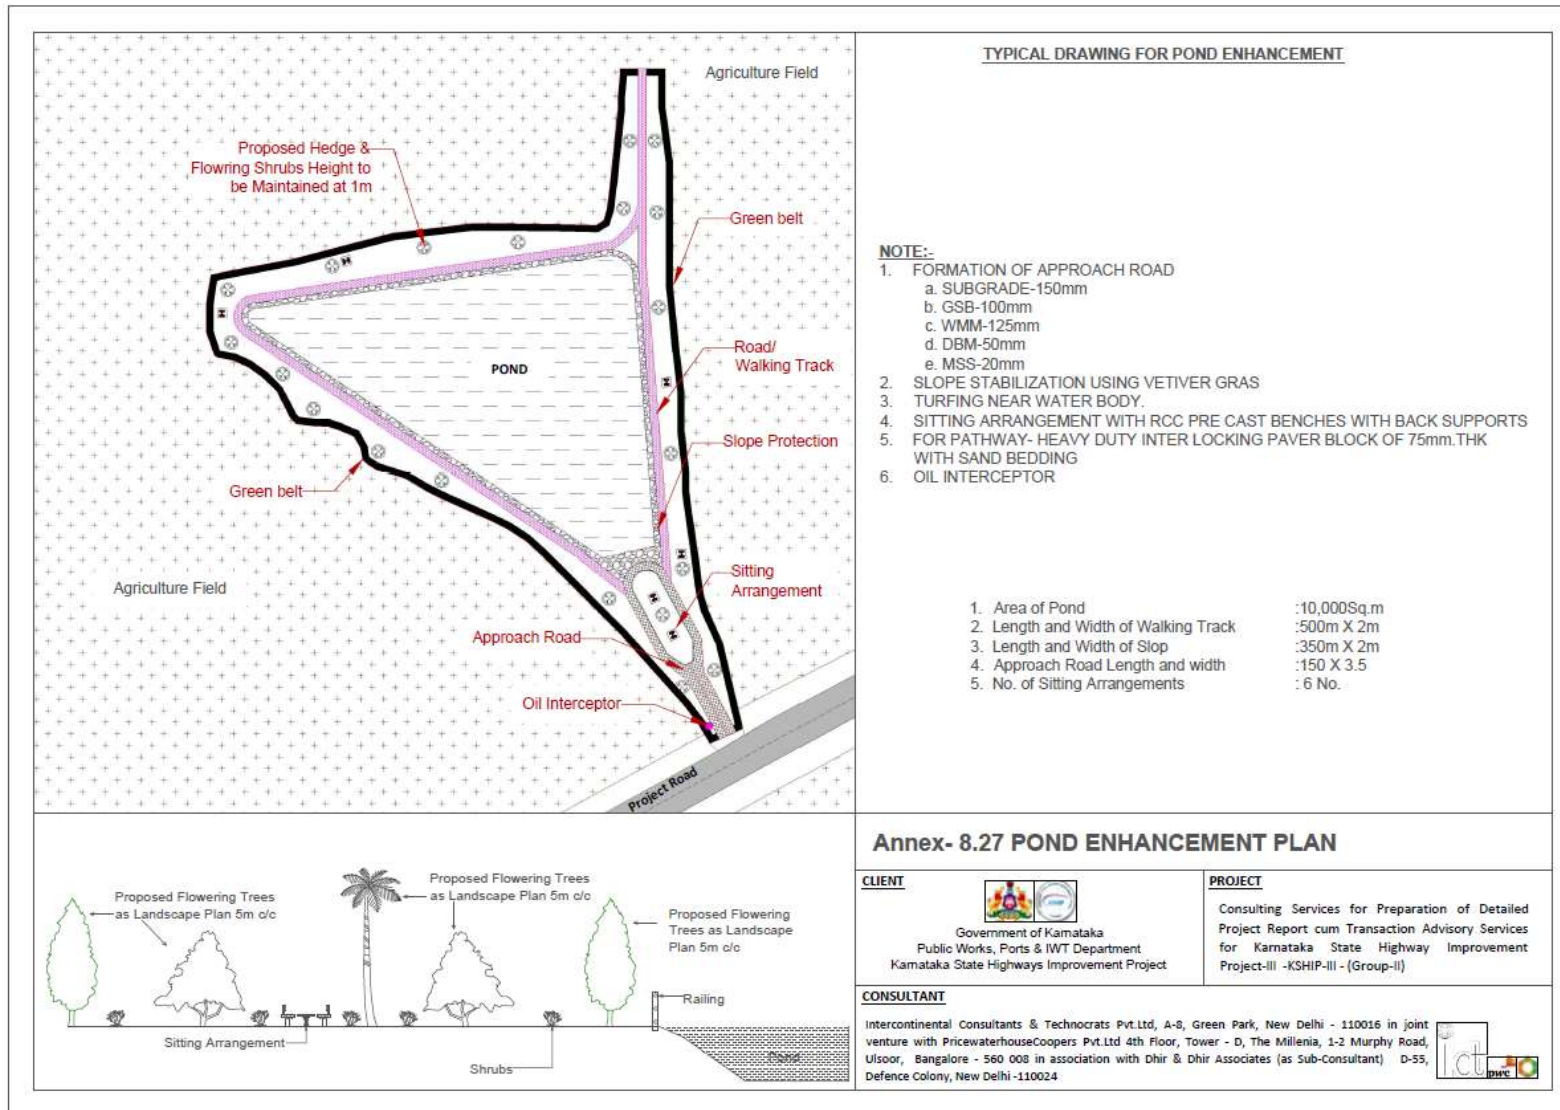 TYPICAL DRAWING FOR POND ENHANCEMENT
Agriculture Field
Proposed Hedge &
Flowring Shrubs Height to
be Maintained at 1m
Green belt
POND
Road/
Walking Track
Slope Protection
Green belt
Sitting
Arrangement
Agriculture Field
Approach Road
Oil Interceptor
Project Road
NOTE:-
1. FORMATION OF APPROACH ROAD
a. SUBGRADE-150mm
b. GSB-100mm
c. WMM-125mm
d. DBM-50mm
e. MSS-20mm
2. SLOPE STABILIZATION USING VETIVER GRAS
3. TURFING NEAR WATER BODY.
4. SITTING ARRANGEMENT WITH RCC PRE CAST BENCHES WITH BACK SUPPORTS
5. FOR PATHWAY- HEAVY DUTY INTER LOCKING PAVER BLOCK OF 75mm.THK
WITH SAND BEDDING
6. OIL INTERCEPTOR
1. Area of Pond :10,000Sq.m
2. Length and Width of Walking Track :500m X 2m
3. Length and Width of Slop :350m X 2m
4. Approach Road Length and width :150 X 3.5
5. No. of Sitting Arrangements : 6 No.
Proposed Flowering Trees
as Landscape Plan 5m c/c
Proposed Flowering Trees
as Landscape Plan 5m c/c
Proposed Flowering
Trees as Landscape
Plan 5m c/c
Railing
Sitting Arrangement
Shrubs
Pond
Annex- 8.27 POND ENHANCEMENT PLAN
CLIENT
Government of Karnataka
Public Works, Ports & IWT Department
Karnataka State Highways Improvement Project
PROJECT
Consulting Services for Preparation of Detailed
Project Report cum Transaction Advisory Services
for Karnataka State Highway Improvement
Project-III -KSHIP-III - (Group-II)
CONSULTANT
Intercontinental Consultants & Technocrats Pvt.Ltd, A-8, Green Park, New Delhi - 110016 in joint
venture with PricewaterhouseCoopers Pvt.Ltd 4th Floor, Tower - D, The Millenia, 1-2 Murphy Road,
Ulsoor, Bangalore - 560 008 in association with Dhir & Dhir Associates (as Sub-Consultant) D-55,
Defence Colony, New Delhi -110024
ict
pwc